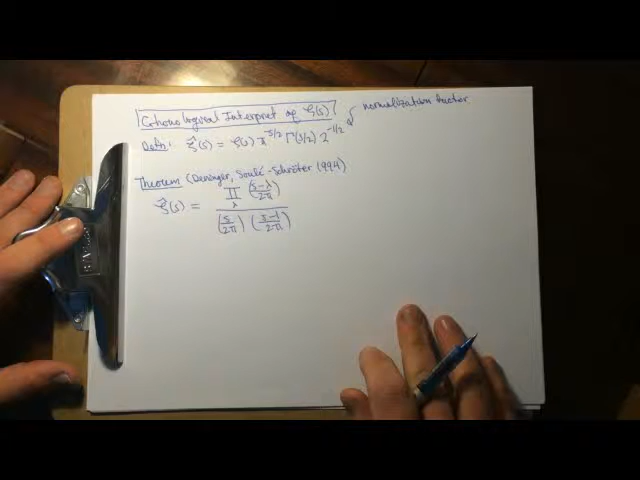 Cohomological Interpret of ζ(s)
Defn: ζ̂(s) = ζ(s) π^{-s/2} Γ(s/2) 2^{-1/2} ∫ normalization factor
Theorem (Deninger, Soulé-Schröter 1994)
ζ̂(s) = ∏_λ (s-λ/2π) / (s/2π) (s-1/2π)